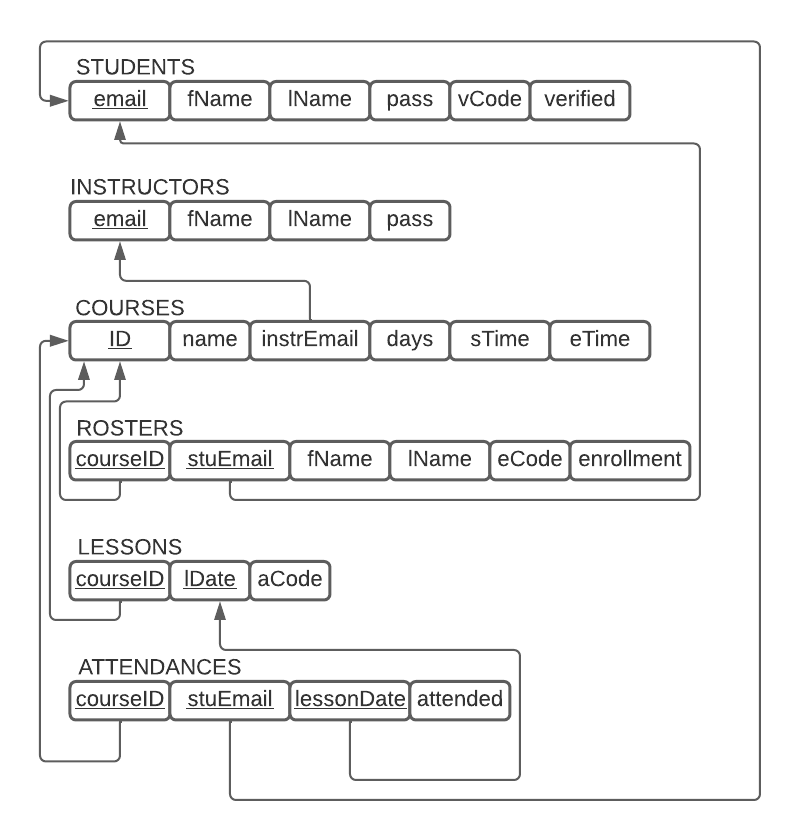 STUDENTS
email fName lName pass vCode verified
INSTRUCTORS
email fName lName pass
COURSES
ID name instrEmail days sTime eTime
ROSTERS
courseID stuEmail fName lName eCode enrollment
LESSONS
courseID lDate aCode
ATTENDANCES
courseID stuEmail lessonDate attended